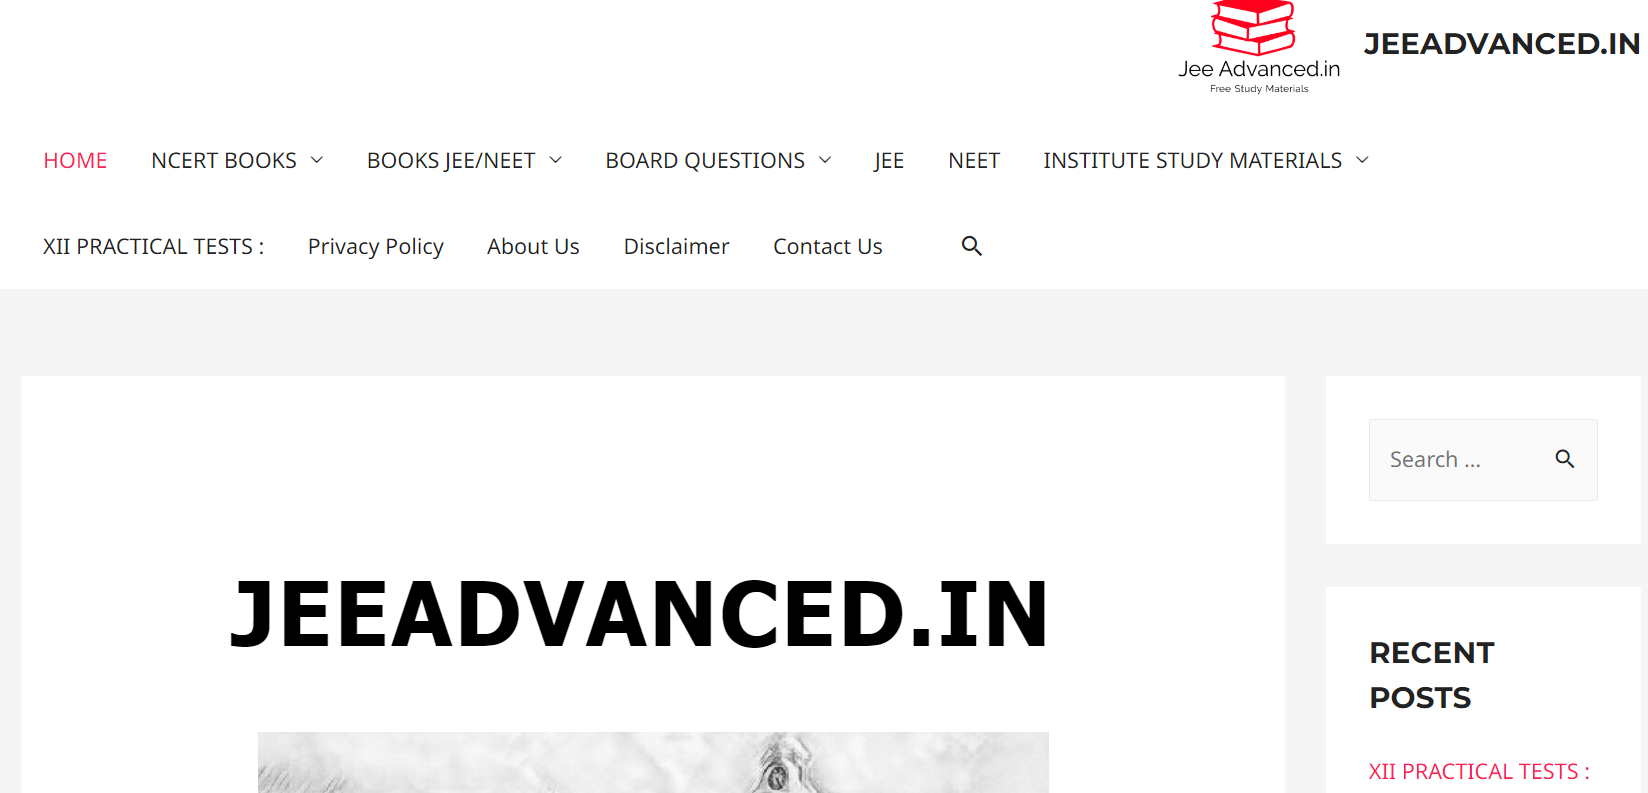 Jee Advanced.in
Free Study Materials
JEEADVANCED.IN
HOME NCERT BOOKS BOOKS JEE/NEET BOARD QUESTIONS JEE NEET INSTITUTE STUDY MATERIALS
XII PRACTICAL TESTS : Privacy Policy About Us Disclaimer Contact Us
Search ...
JEEADVANCED.IN
RECENT
POSTS
XII PRACTICAL TESTS :